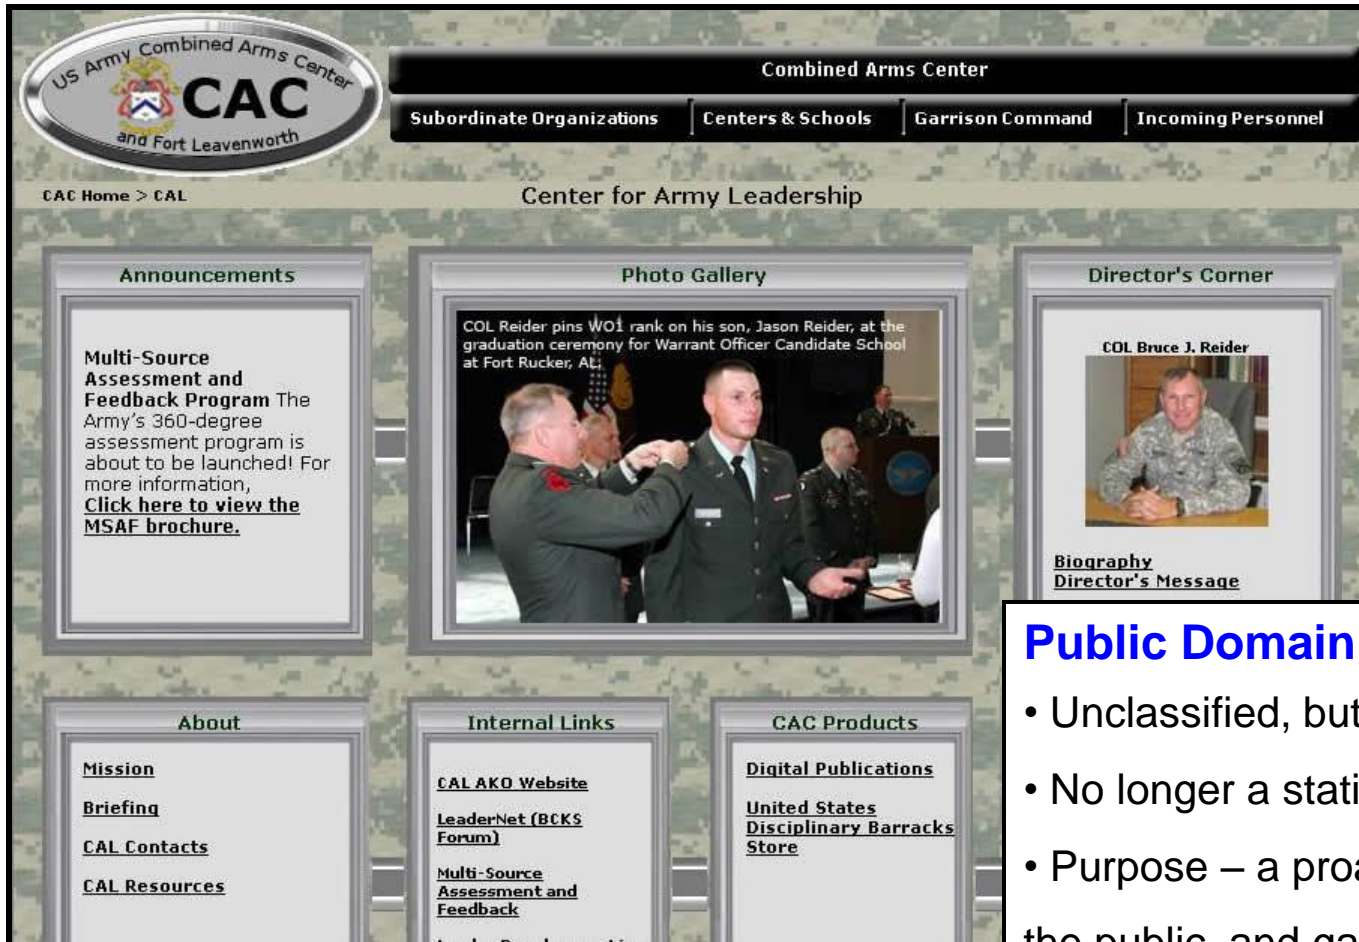 US Army Combined Arms Center
CAC
and Fort Leavenworth
Combined Arms Center
Subordinate Organizations
Centers & Schools
Garrison Command
Incoming Personnel
CAC Home > CAL
Center for Army Leadership
Announcements
Multi-Source
Assessment and
Feedback Program The
Army's 360-degree
assessment program is
about to be launched! For
more information,
Click here to view the
MSAF brochure.
Photo Gallery
COL Reider pins WO1 rank on his son, Jason Reider, at the
graduation ceremony for Warrant Officer Candidate School
at Fort Rucker, AL.
Director's Corner
COL Bruce J. Reider
Biography
Director's Message
About
Mission
Briefing
CAL Contacts
CAL Resources
Internal Links
CAL AKO Website
LeaderNet (BCKS
Forum)
Multi-Source
Assessment and
Feedback
CAC Products
Digital Publications
United States
Disciplinary Barracks
Store
Public Domain
• Unclassified, but
• No longer a stati
• Purpose – a proa
the public, and ga